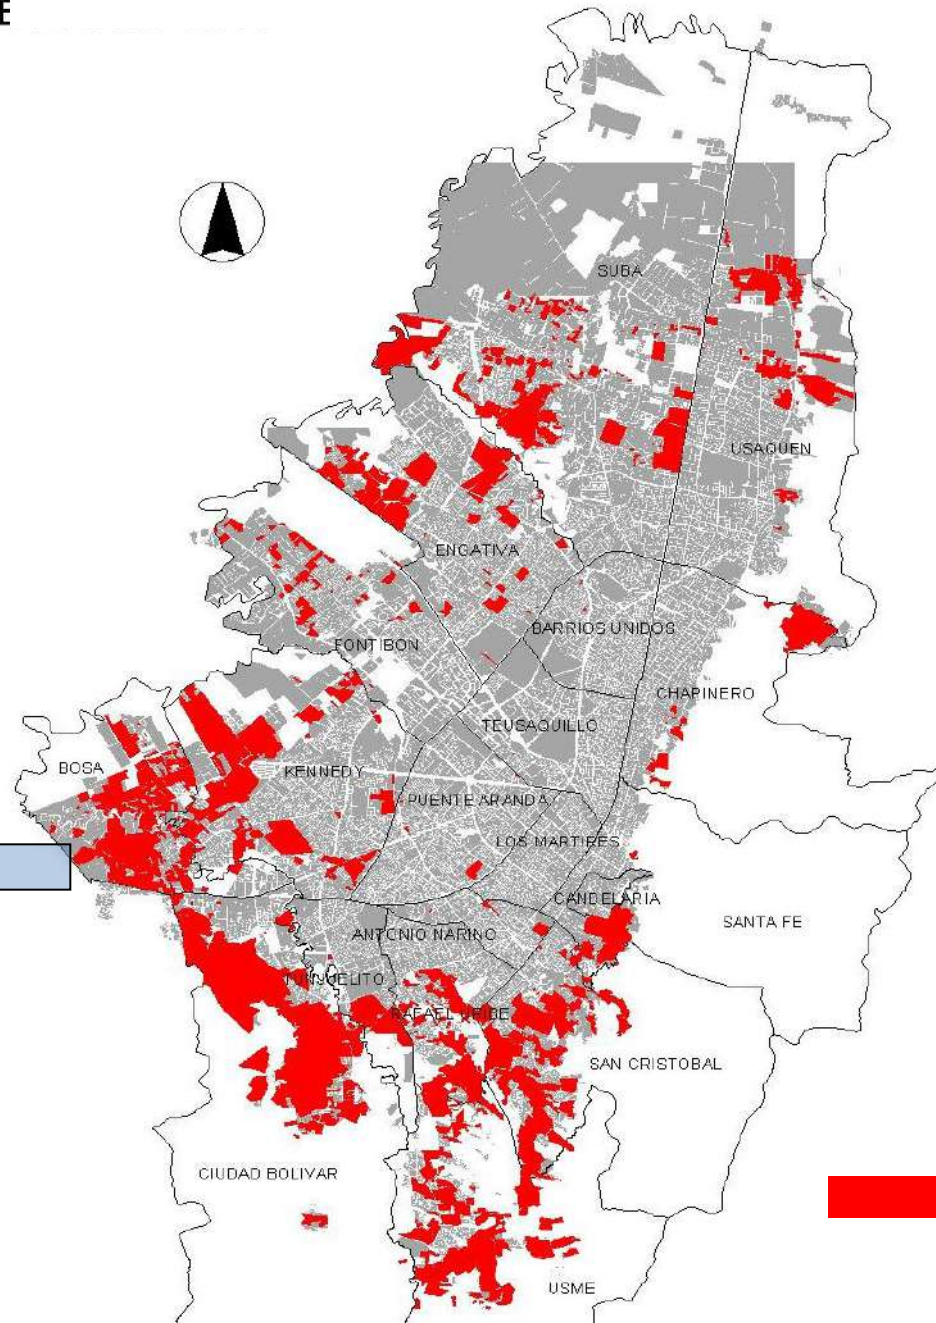 E
SUBA
USAQUEN
ENGATIVA
BARRIOS UNIDOS
FONTIBON
CHAPINERO
TEUSAQUILLO
BOSA
KENNEDY
PUENTE ARANDA
LOS MARTIRES
CANDELARIA
SANTA FE
ANTONIO NARINO
TUNJUELITO
RAFAEL URIBE
SAN CRISTOBAL
CIUDAD BOLIVAR
USME